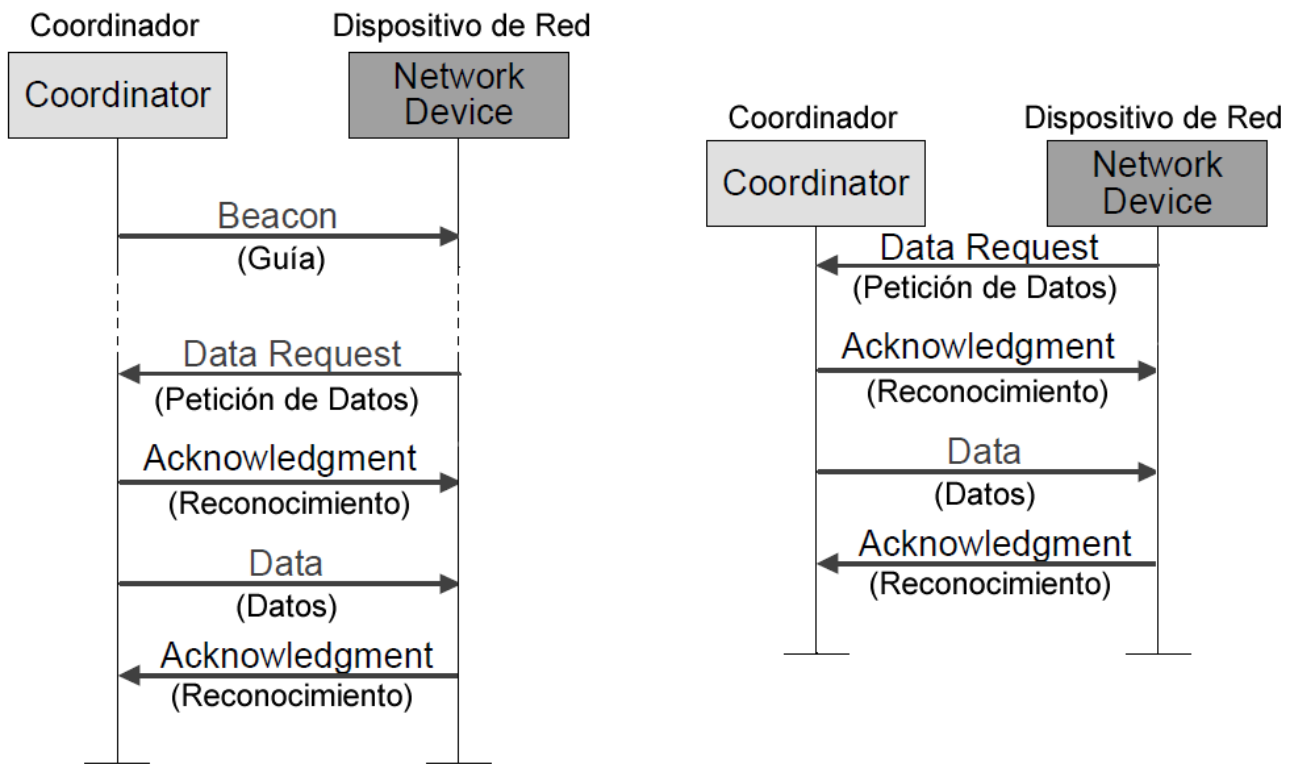 Coordinador
Dispositivo de Red
Coordinator
Network
Device
Beacon
(Guía)
Data Request
(Petición de Datos)
Acknowledgment
(Reconocimiento)
Data
(Datos)
Acknowledgment
(Reconocimiento)
Coordinador
Dispositivo de Red
Coordinator
Network
Device
Data Request
(Petición de Datos)
Acknowledgment
(Reconocimiento)
Data
(Datos)
Acknowledgment
(Reconocimiento)